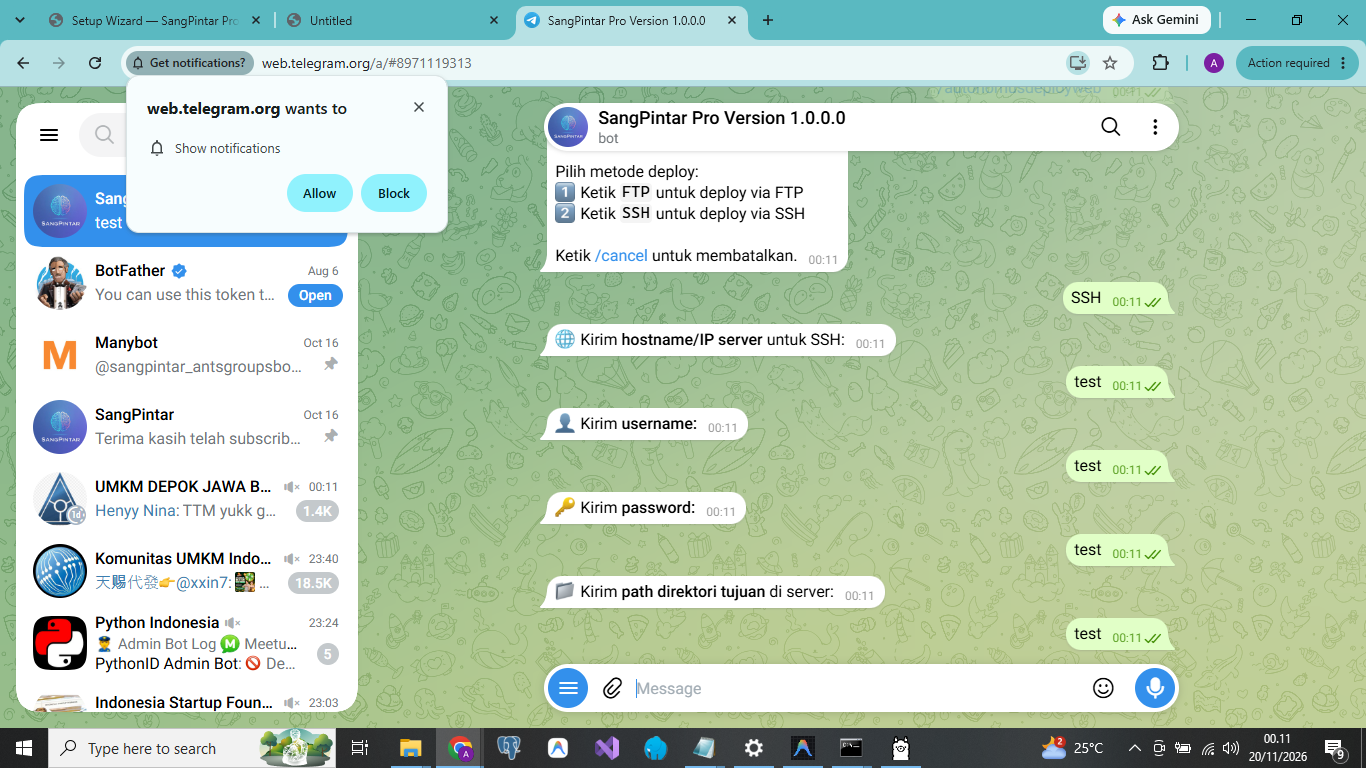 Setup Wizard — SangPintar Pro
Untitled
SangPintar Pro Version 1.0.0.0
Ask Gemini
Get notifications?
web.telegram.org/a/#8971119313
A
Action required
web.telegram.org wants to
Show notifications
Allow
Block
SangPintar Pro Version 1.0.0.0
bot
SANGPINTAR
test
BotFather
Aug 6
You can use this token t...
Open
Manybot
Oct 16
@sangpintar_antsgroupsbo...
SangPintar
Oct 16
Terima kasih telah subscrib...
SANGPINTAR
UMKM DEPOK JAWA B...
00:11
Henyy Nina: TTM yukk g...
1.4K
1d
Komunitas UMKM Indo...
23:40
天赐代發👉@xxin7: ...
18.5K
Python Indonesia
23:24
👮 Admin Bot Log Ⓜ Meetu...
PythonID Admin Bot: 🚫 De...
5
Indonesia Startup Foun...
23:03
Pilih metode deploy:
1️⃣ Ketik FTP untuk deploy via FTP
2️⃣ Ketik SSH untuk deploy via SSH
Ketik /cancel untuk membatalkan. 00:11
SSH 00:11
🌐 Kirim hostname/IP server untuk SSH: 00:11
test 00:11
👤 Kirim username: 00:11
test 00:11
🔑 Kirim password: 00:11
test 00:11
📁 Kirim path direktori tujuan di server: 00:11
test 00:11
Message
Type here to search
2
25°C
00.11
20/11/2026
9